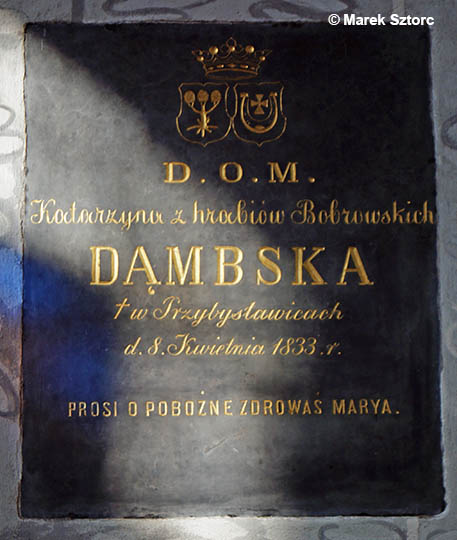 © Marek Sztorc
D.O.M.
Katarzyna z hrabiów Bobrowskich
DĄMBSKA
† w Przybysławicach
d. 8. Kwietnia 1833 .r.
PROSI O POBOŻNE ZDROWAŚ MARYA.